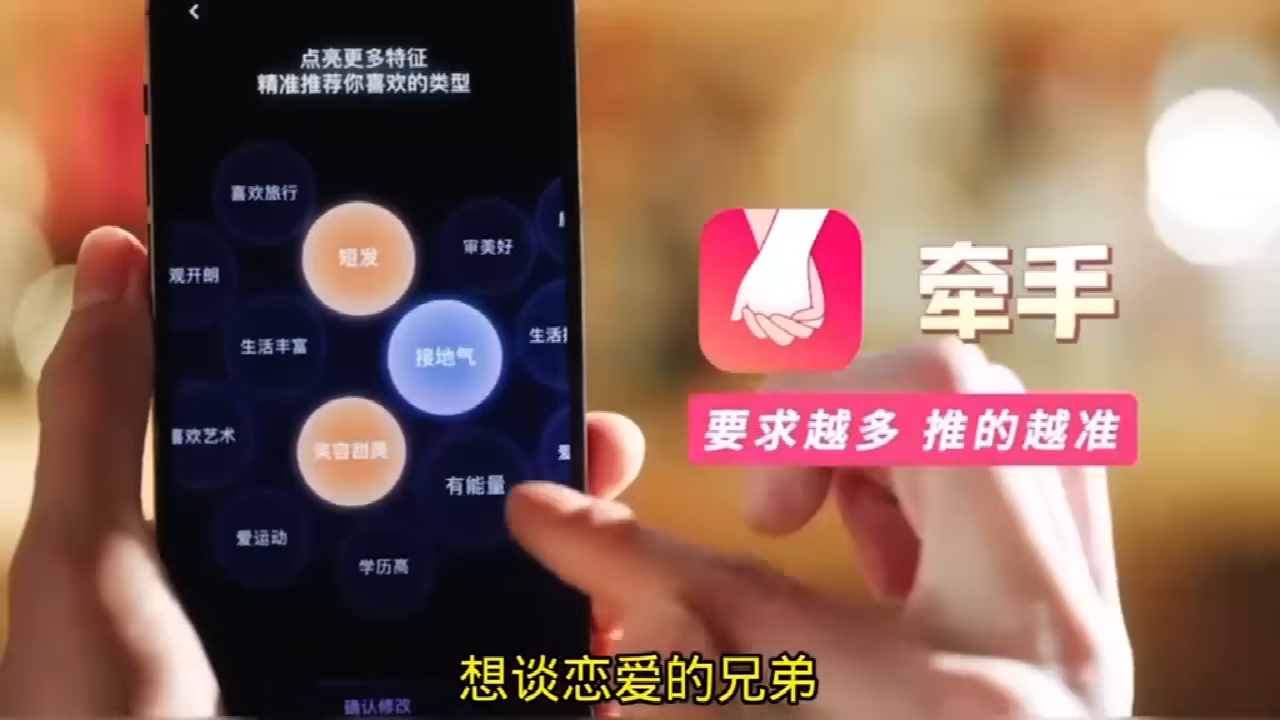 点亮更多特征
精准推荐你喜欢的类型
喜欢旅行
短发
审美好
观开朗
生活丰富
接地气
生活
喜欢艺术
笑容甜美
有能量
爱运动
学历高
确认修改
牵手
要求越多 推的越准
想谈恋爱的兄弟